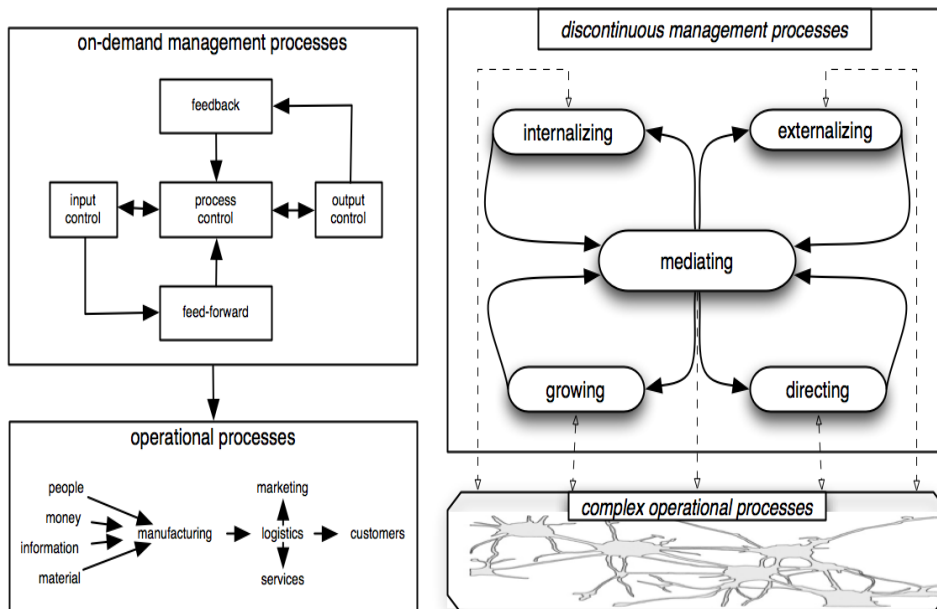 on-demand management processes
feedback
input
control
process
control
output
control
feed-forward
operational processes
people
money
information
material
manufacturing
marketing
logistics
services
customers
discontinuous management processes
internalizing
externalizing
mediating
growing
directing
complex operational processes